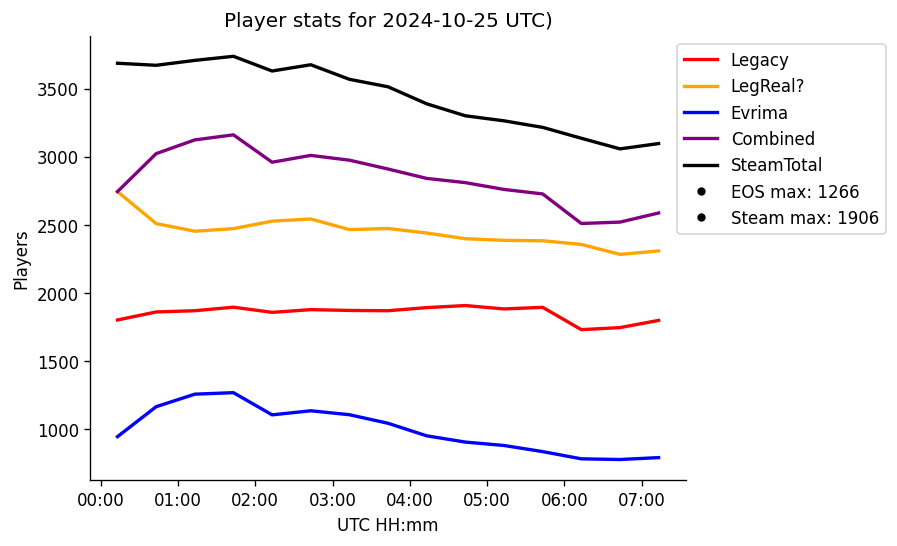 Player stats for 2024-10-25 UTC)
Legacy
LegReal?
Evrima
Combined
SteamTotal
EOS max: 1266
Steam max: 1906
Players
3500
3000
2500
2000
1500
1000
00:00 01:00 02:00 03:00 04:00 05:00 06:00 07:00
UTC HH:mm